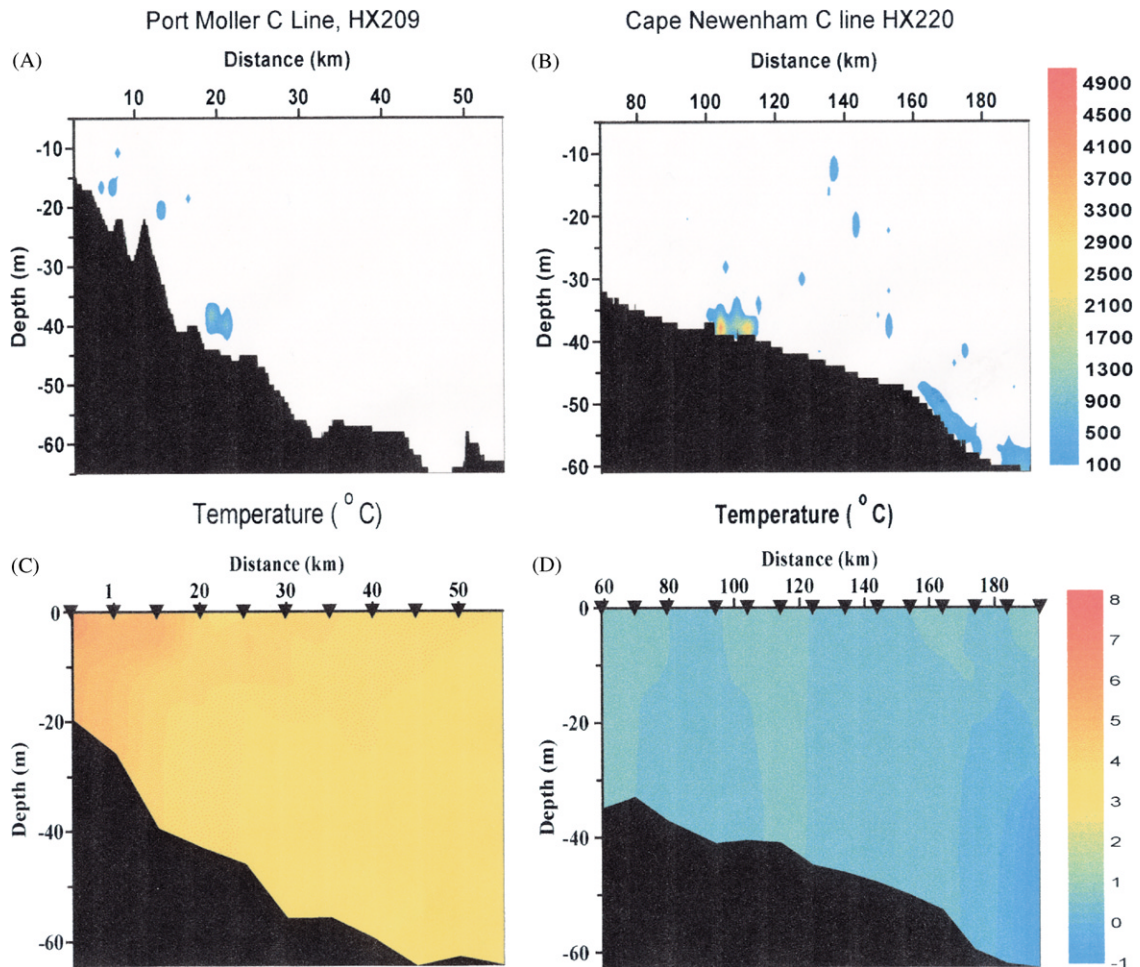 Port Moller C Line, HX209
Cape Newenham C line HX220
(A)
Distance (km)
10 20 30 40 50
Depth (m)
-10
-20
-30
-40
-50
-60
(B)
Distance (km)
80 100 120 140 160 180
Depth (m)
-10
-20
-30
-40
-50
-60
4900
4500
4100
3700
3300
2900
2500
2100
1700
1300
900
500
100
Temperature ( °C)
(C)
Distance (km)
1 20 30 40 50
Depth (m)
0
-20
-40
-60
Temperature ( °C)
(D)
Distance (km)
60 80 100 120 140 160 180
Depth (m)
0
-20
-40
-60
8
7
6
5
4
3
2
1
0
-1